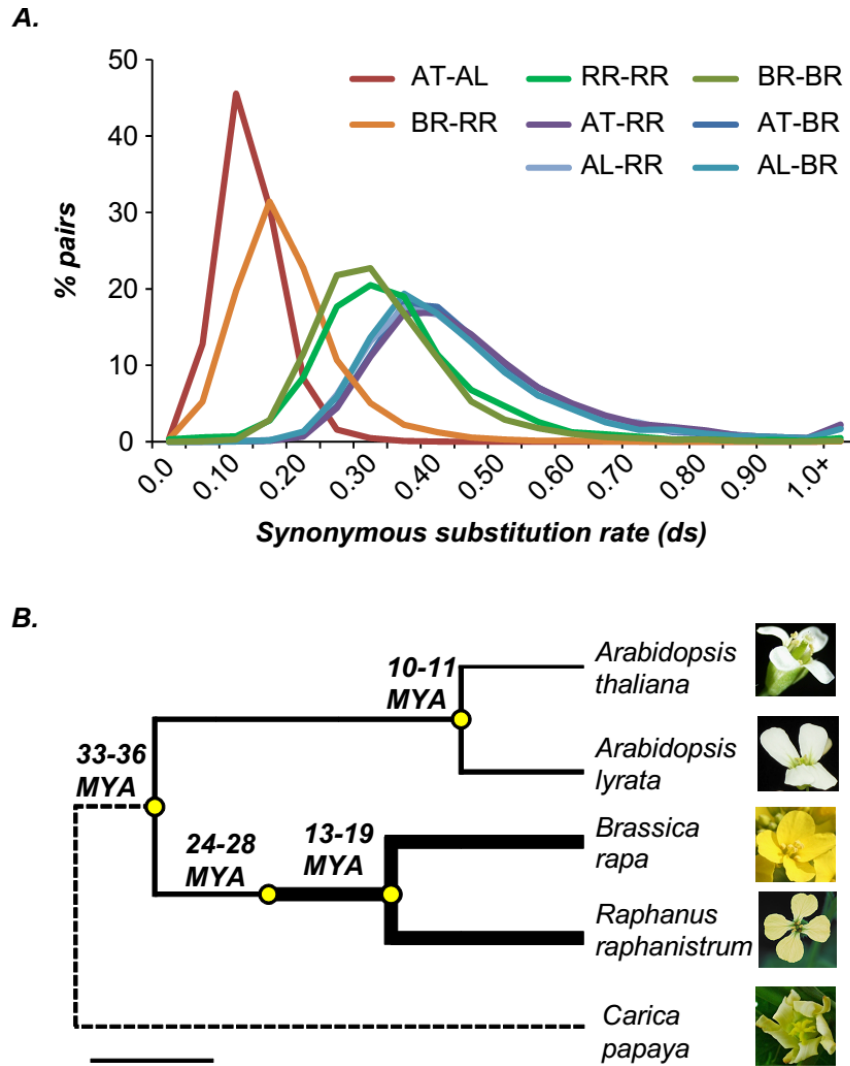 A.
50
40
30
20
10
0
% pairs
AT-AL
RR-RR
BR-BR
BR-RR
AT-RR
AT-BR
AL-RR
AL-BR
0.0
0.10
0.20
0.30
0.40
0.50
0.60
0.70
0.80
0.90
1.0+
Synonymous substitution rate (ds)
B.
10-11
MYA
33-36
MYA
24-28
MYA
13-19
MYA
Arabidopsis
thaliana
Arabidopsis
lyrata
Brassica
rapa
Raphanus
raphanistrum
Carica
papaya